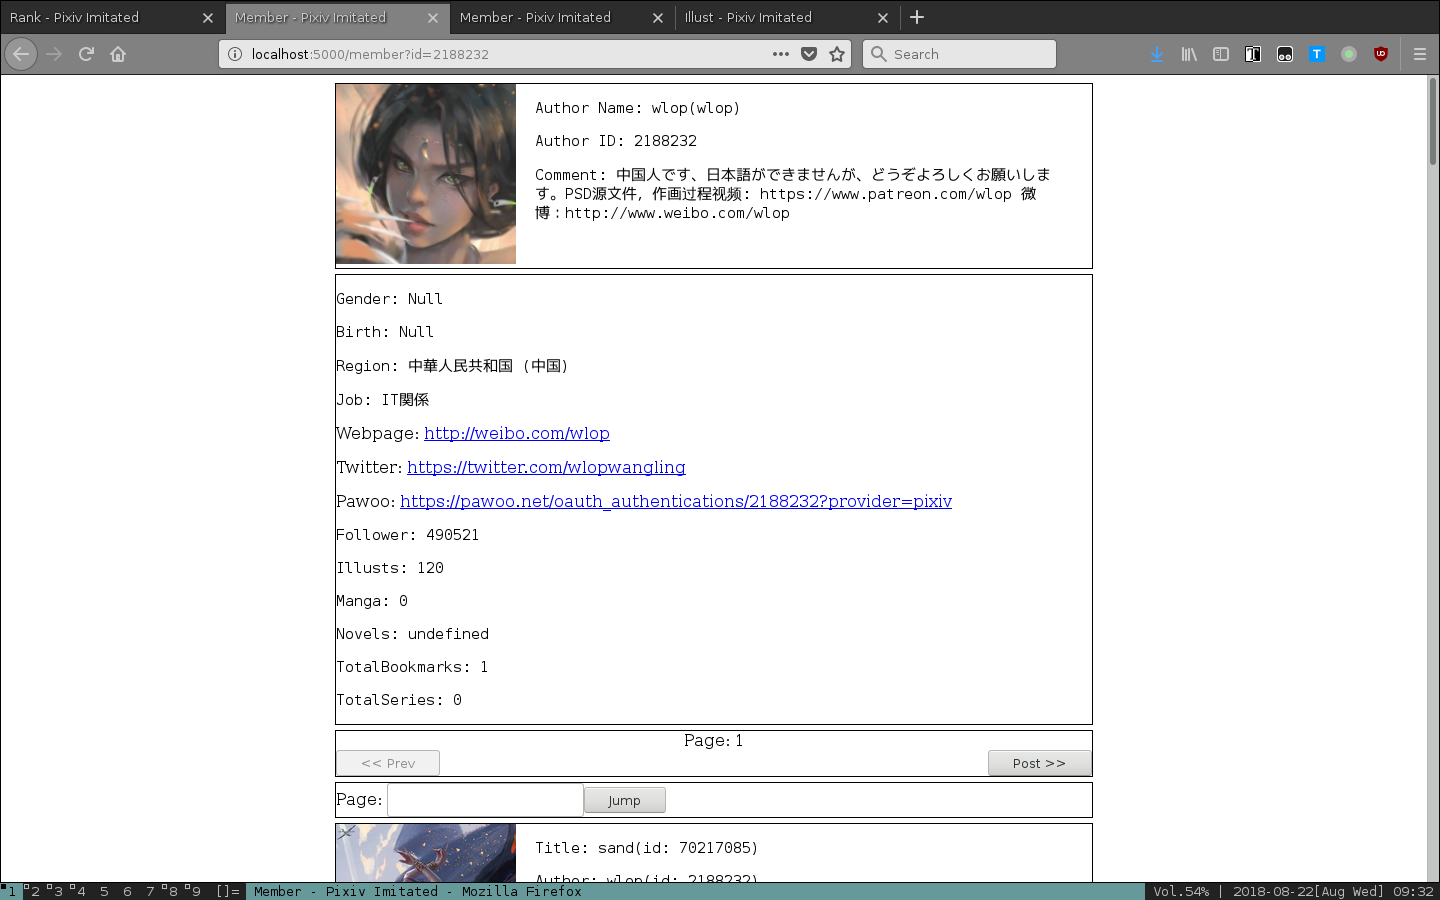 Rank - Pixiv Imitated
Member - Pixiv Imitated
Member - Pixiv Imitated
Illust - Pixiv Imitated
localhost:5000/member?id=2188232
Search
Author Name: wlop(wlop)
Author ID: 2188232
Comment: 中国人です、日本語ができませんが、どうぞよろしくお願いしま
す。PSD源文件, 作画过程视频: https://www.patreon.com/wlop 微
博：http://www.weibo.com/wlop
Gender: Null
Birth: Null
Region: 中華人民共和国 (中国)
Job: IT関係
Webpage: http://weibo.com/wlop
Twitter: https://twitter.com/wlopwangling
Pawoo: https://pawoo.net/oauth_authentications/2188232?provider=pixiv
Follower: 490521
Illusts: 120
Manga: 0
Novels: undefined
TotalBookmarks: 1
TotalSeries: 0
Page: 1
<< Prev
Post >>
Page:
Jump
Title: sand(id: 70217085)
Author: wlop(id: 2188232)
1 2 3 4 5 6 7 8 9 []= Member - Pixiv Imitated - Mozilla Firefox Vol.54% | 2018-08-22[Aug Wed] 09:32